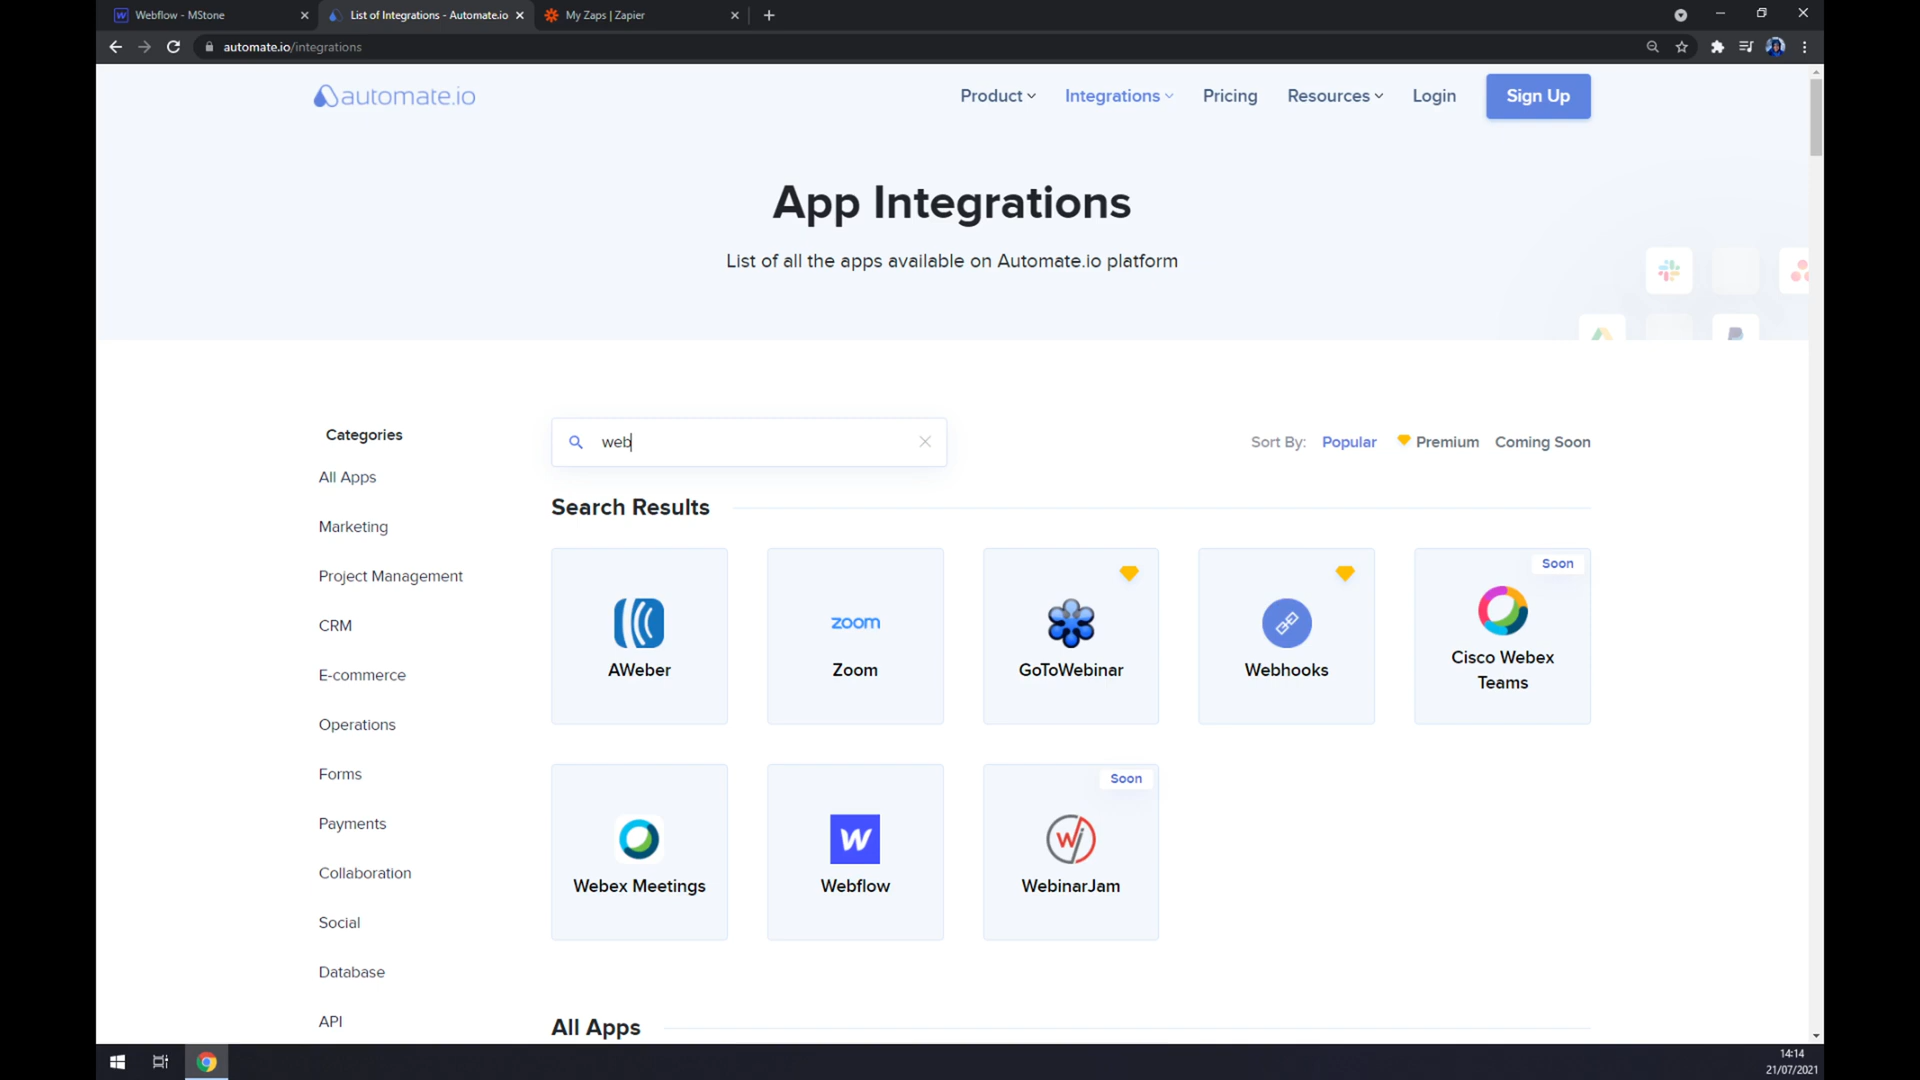 Webflow - MStone
List of Integrations - Automate.io
My Zaps | Zapier
automate.io/integrations
automate.io
Product
Integrations
Pricing
Resources
Login
Sign Up
App Integrations
List of all the apps available on Automate.io platform
Categories
All Apps
Marketing
Project Management
CRM
E-commerce
Operations
Forms
Payments
Collaboration
Social
Database
API
web
Sort By: Popular Premium Coming Soon
Search Results
AWeber
zoom
Zoom
GoToWebinar
Webhooks
Soon
Cisco Webex
Teams
Webex Meetings
Webflow
Soon
WebinarJam
All Apps
14:14
21/07/2021